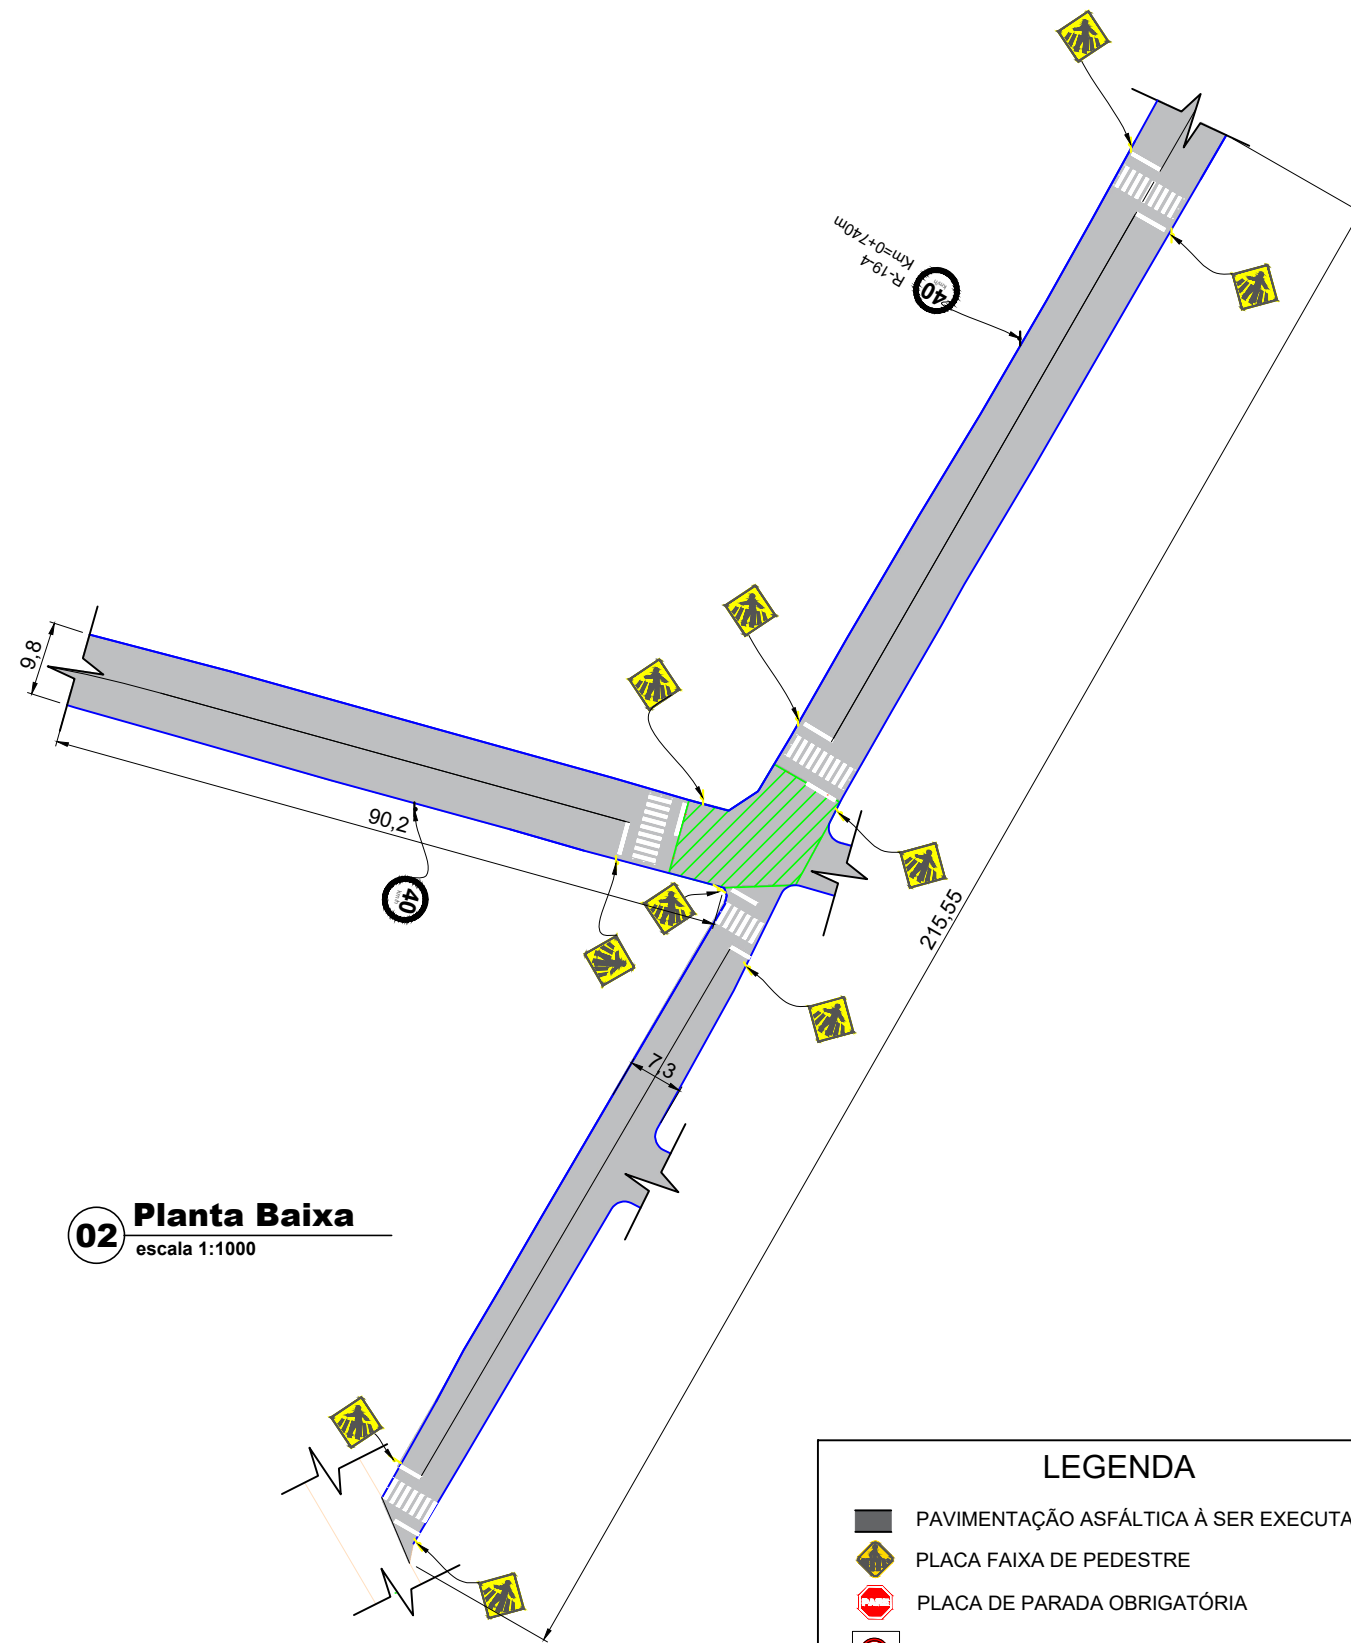 R-19-4
Km=0+740m
40
9,8
90,2
40
215,55
7,3
02
Planta Baixa
escala 1:1000
LEGENDA
PAVIMENTAÇÃO ASFÁLTICA À SER EXECUTA
PLACA FAIXA DE PEDESTRE
PARE
PLACA DE PARADA OBRIGATÓRIA